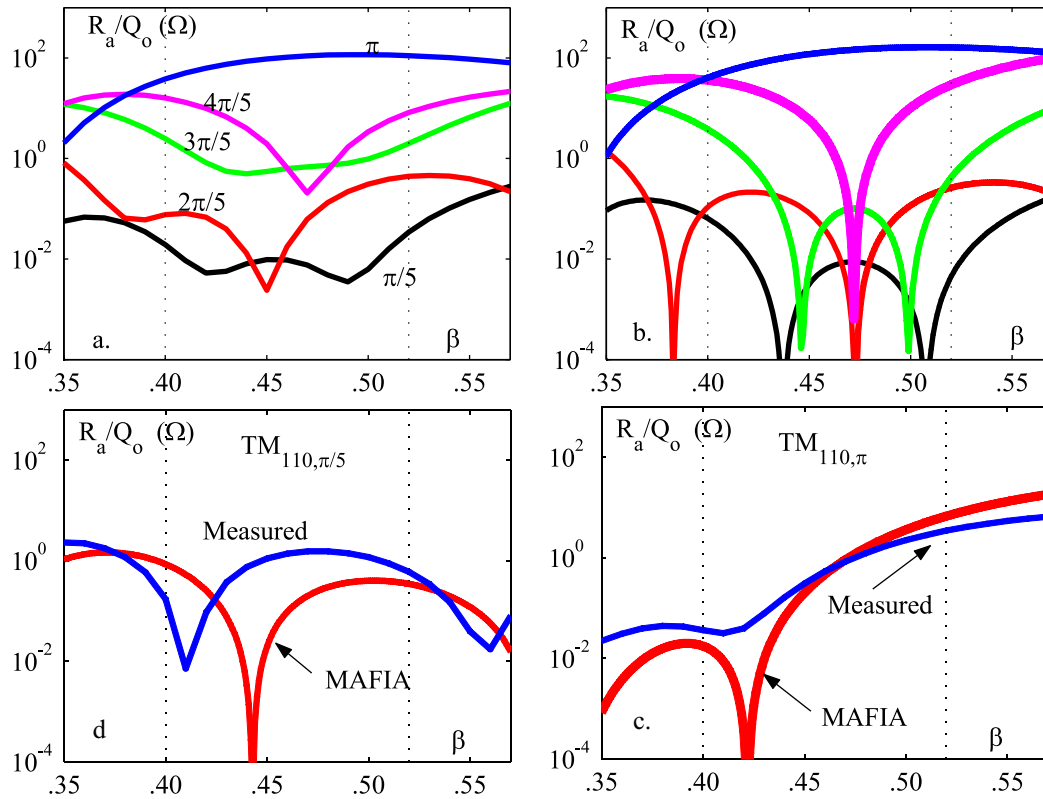 R_a/Q_o (Ω)
10^2
10^0
10^-2
10^-4
π
4π/5
3π/5
2π/5
π/5
a.
β
.35 .40 .45 .50 .55
R_a/Q_o (Ω)
10^2
10^0
10^-2
10^-4
b.
β
.35 .40 .45 .50 .55
R_a/Q_o (Ω)
TM_110,π/5
10^2
10^0
10^-2
10^-4
Measured
MAFIA
d
β
.35 .40 .45 .50 .55
R_a/Q_o (Ω)
TM_110,π
10^2
10^0
10^-2
10^-4
Measured
MAFIA
c.
β
.35 .40 .45 .50 .55